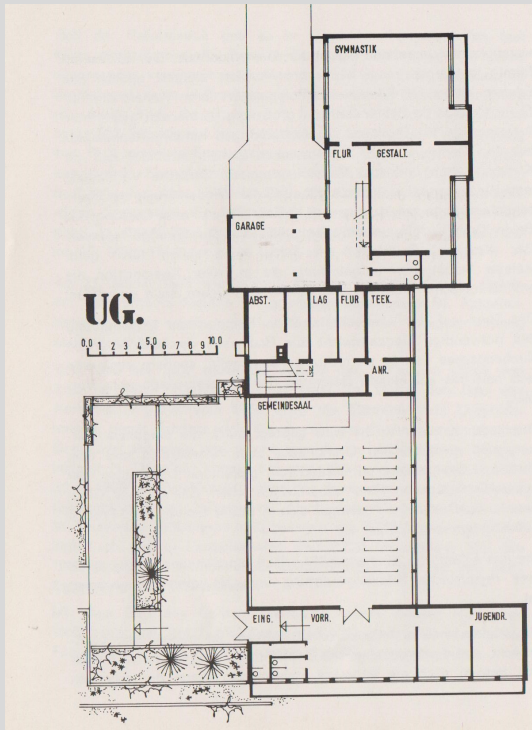 GYMNASTIK
FLUR GESTALT.
GARAGE
ABST. LAG FLUR TEEK.
UG.
0.0 1 2 3 4 5.0 6 7 8 9 10.0
ANR.
GEMEINDESAAL
EING. VORR. JUGENDR.